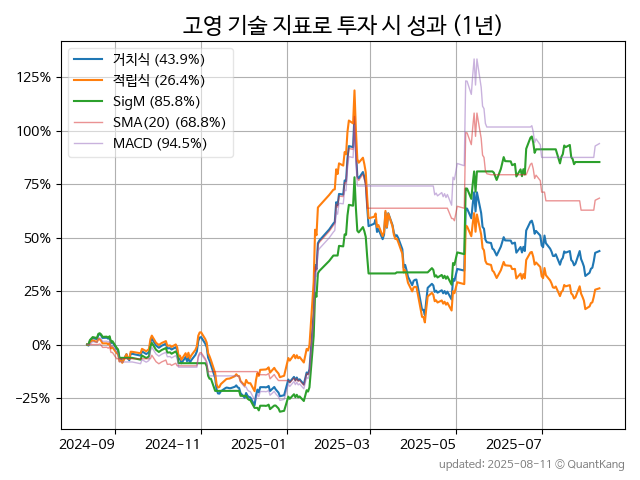 고영 기술 지표로 투자 시 성과 (1년)
거치식 (43.9%)
적립식 (26.4%)
SigM (85.8%)
SMA(20) (68.8%)
MACD (94.5%)
125%
100%
75%
50%
25%
0%
−25%
2024-09 2024-11 2025-01 2025-03 2025-05 2025-07
updated: 2025-08-11 © QuantKang